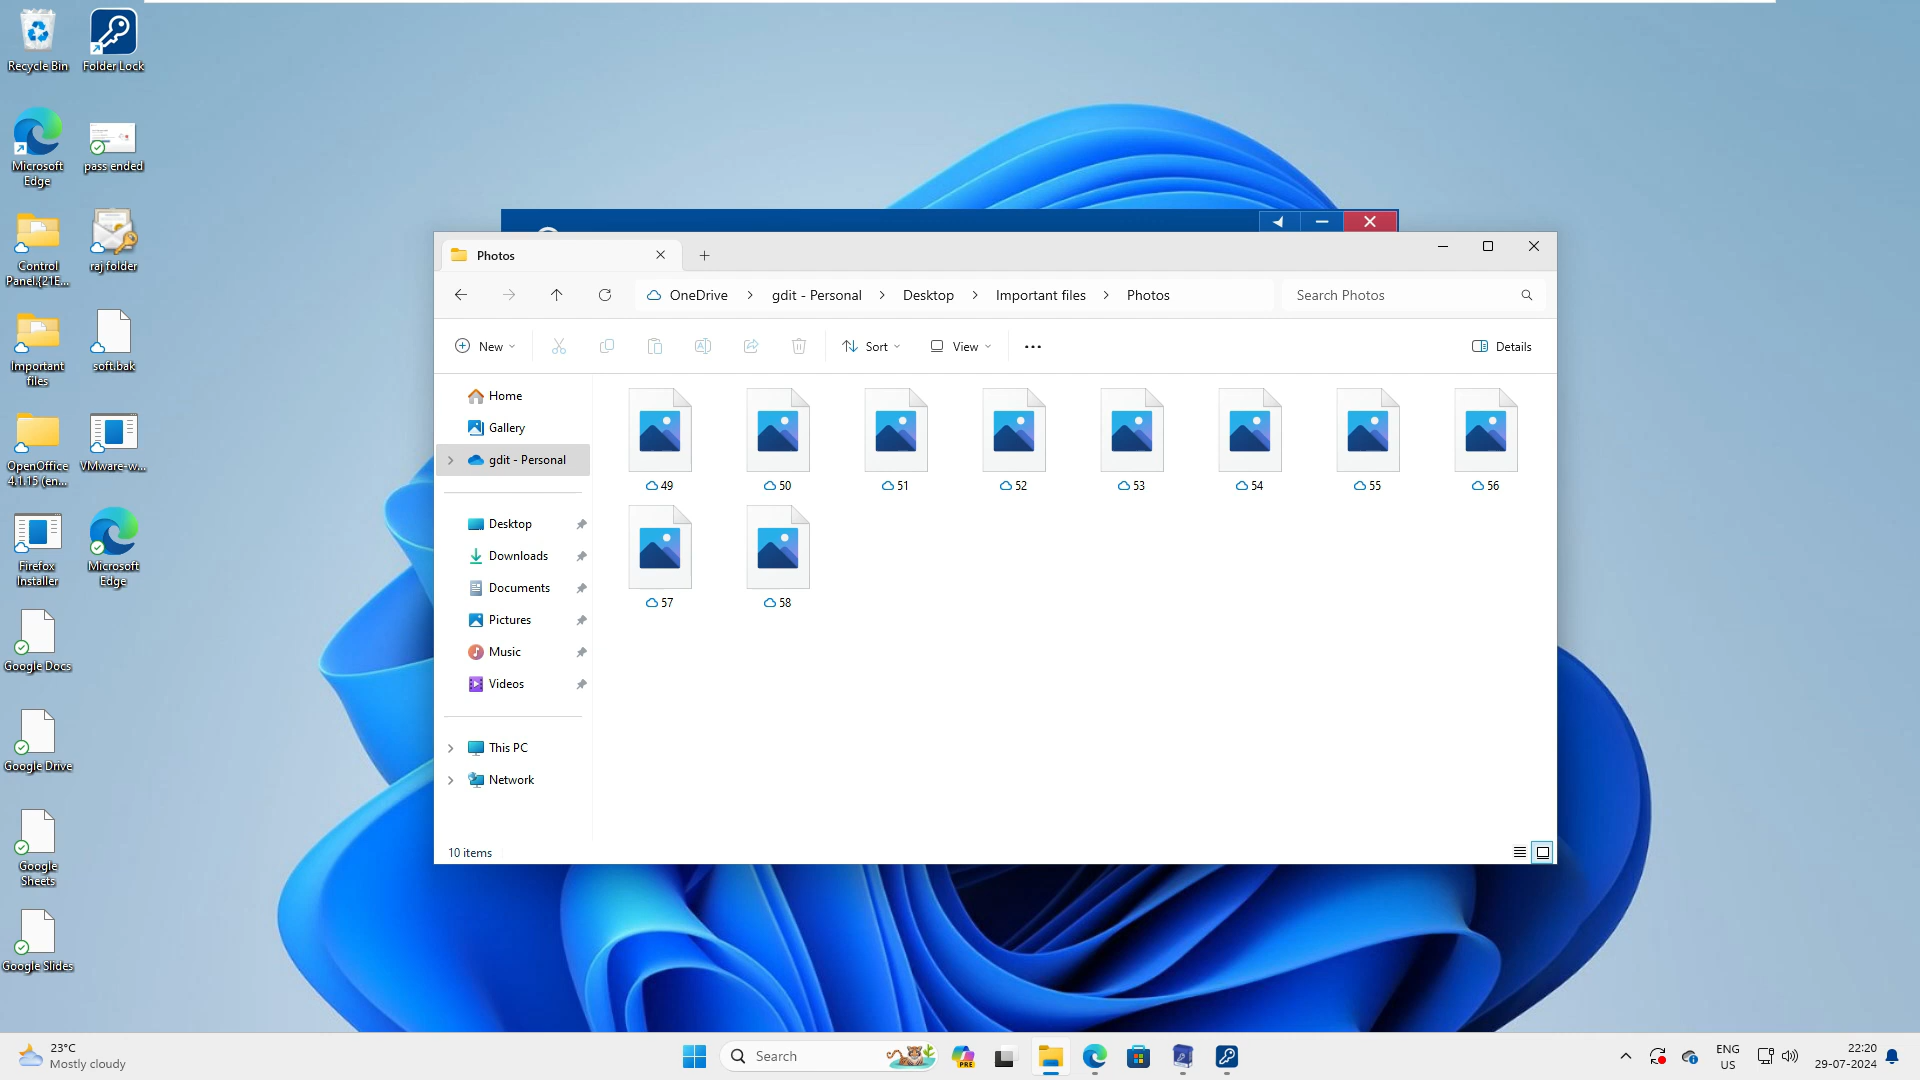 Recycle Bin
Folder Lock
Microsoft
Edge
pass ended
Control
Panel.{21E...
raj folder
Important
files
soft.bak
OpenOffice
4.1.15 (en...
VMware-w...
Firefox
Installer
Microsoft
Edge
Google Docs
Google Drive
Google
Sheets
Google Slides
Photos
OneDrive
gdit - Personal
Desktop
Important files
Photos
Search Photos
New
Sort
View
Details
Home
Gallery
gdit - Personal
Desktop
Downloads
Documents
Pictures
Music
Videos
This PC
Network
49
50
51
52
53
54
55
56
57
58
10 items
23°C
Mostly cloudy
Search
PRE
ENG
US
22:20
29-07-2024